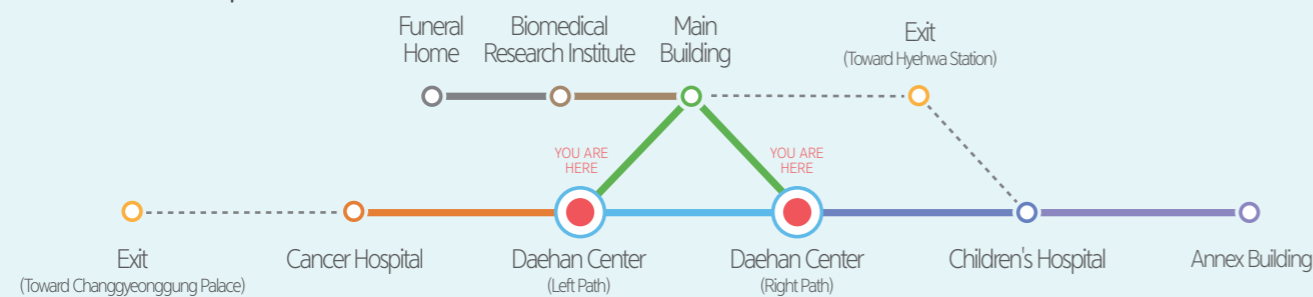 Funeral
Home
Biomedical
Research Institute
Main
Building
Exit
(Toward Hyehwa Station)
YOU ARE
HERE
YOU ARE
HERE
Exit
(Toward Changgyeonggung Palace)
Cancer Hospital
Daehan Center
(Left Path)
Daehan Center
(Right Path)
Children's Hospital
Annex Building